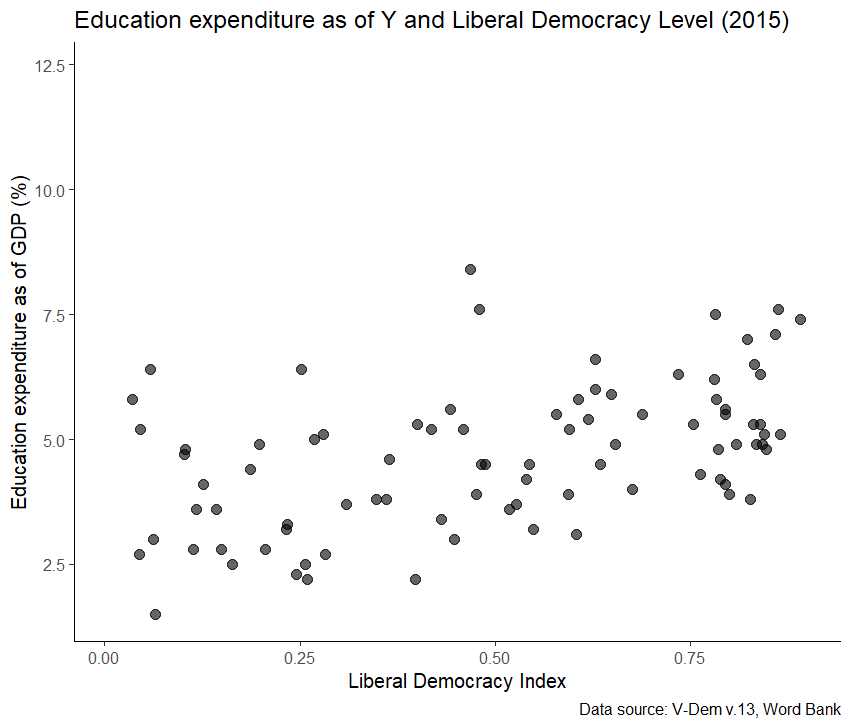 Education expenditure as of Y and Liberal Democracy Level (2015)
12.5
10.0
7.5
5.0
2.5
Education expenditure as of GDP (%)
0.00 0.25 0.50 0.75
Liberal Democracy Index
Data source: V-Dem v.13, Word Bank